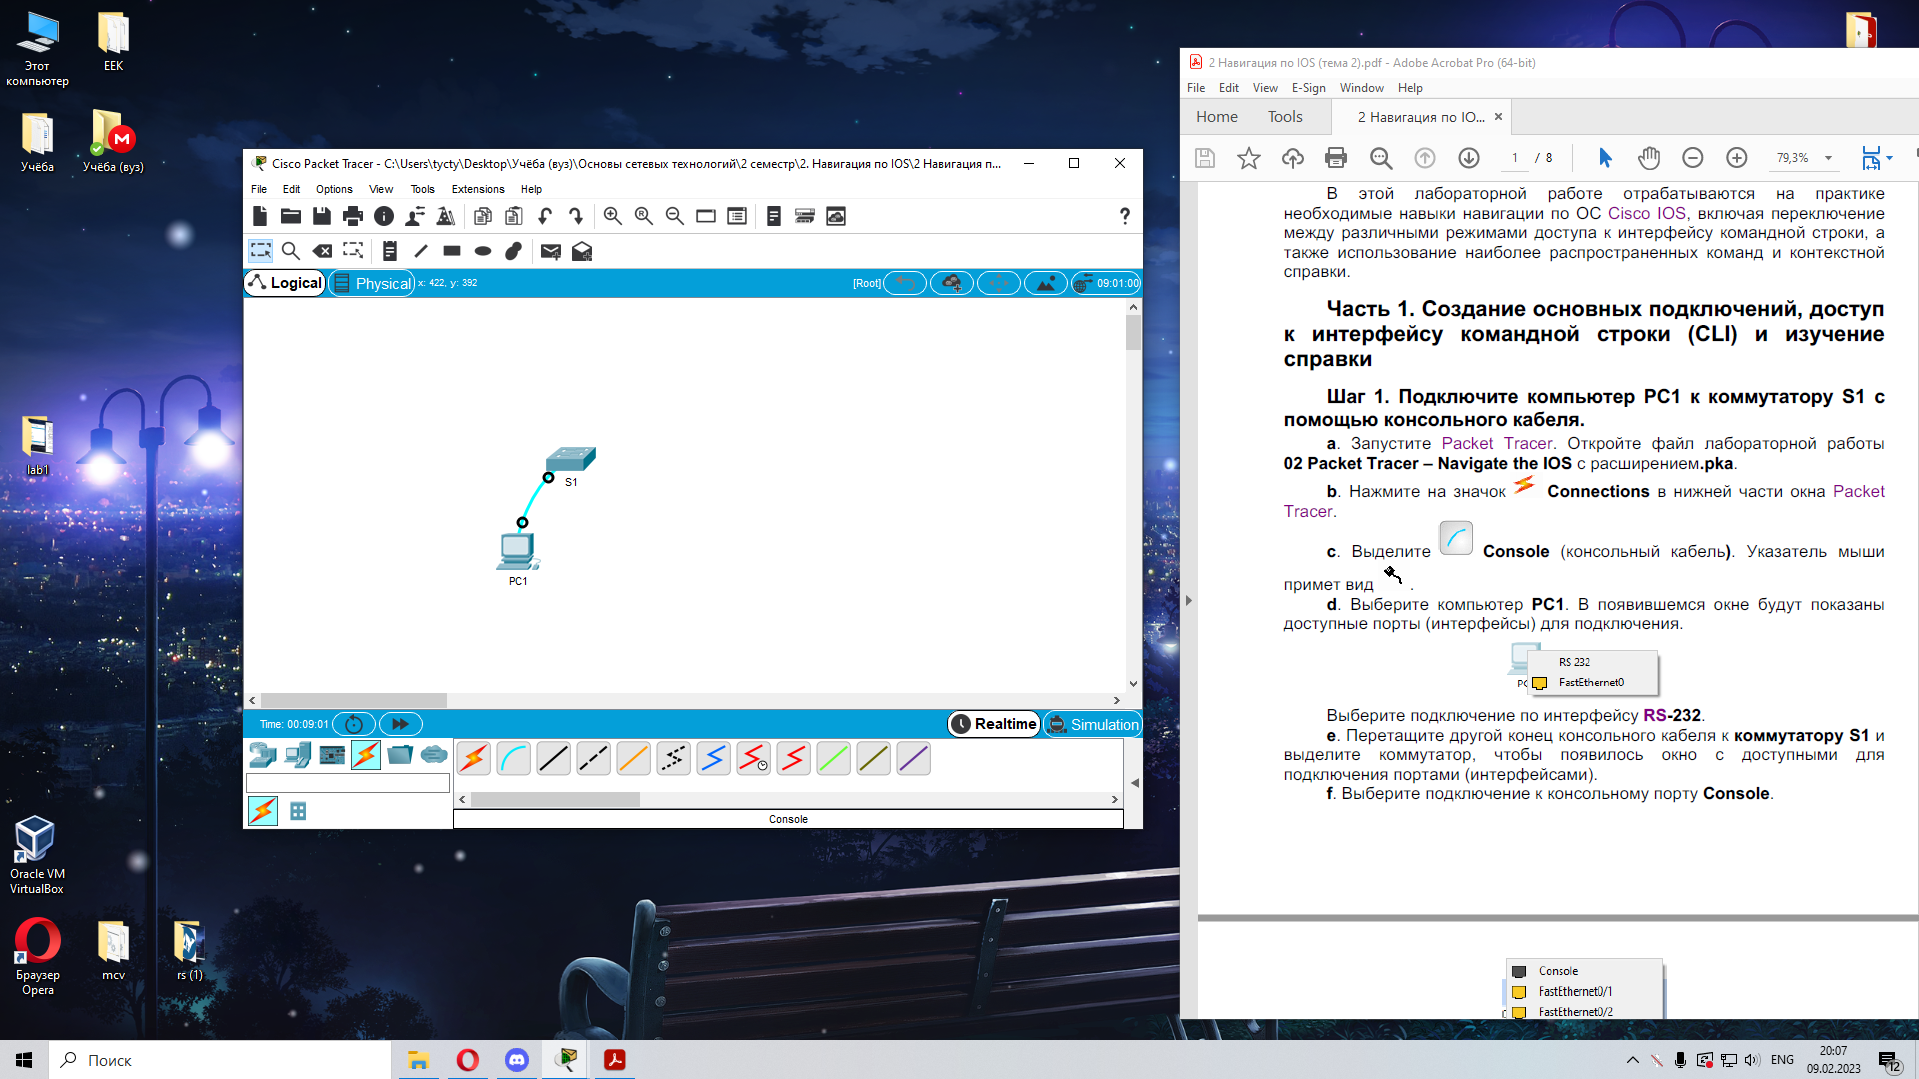 Этот
компьютер
EEK
Учёба
Учёба (вуз)
lab1
Oracle VM
VirtualBox
Браузер
Opera
mcv
rs (1)
Cisco Packet Tracer - C:\Users\tycty\Desktop\Учёба (вуз)\Основы сетевых технологий\2 семестр\2. Навигация по IOS\2 Навигация п...
File Edit Options View Tools Extensions Help
Logical
Physical
x: 422, y: 392
[Root]
09:01:00
S1
PC1
Time: 00:09:01
Realtime
Simulation
Console
2 Навигация по IOS (тема 2).pdf - Adobe Acrobat Pro (64-bit)
File Edit View E-Sign Window Help
Home Tools 2 Навигация по IO... ×
1 / 8
79,3%
В этой лабораторной работе отрабатываются на практике
необходимые навыки навигации по ОС Cisco IOS, включая переключение
между различными режимами доступа к интерфейсу командной строки, а
также использование наиболее распространенных команд и контекстной
справки.
Часть 1. Создание основных подключений, доступ
к интерфейсу командной строки (CLI) и изучение
справки
Шаг 1. Подключите компьютер PC1 к коммутатору S1 с
помощью консольного кабеля.
a. Запустите Packet Tracer. Откройте файл лабораторной работы
02 Packet Tracer – Navigate the IOS с расширением.pka.
b. Нажмите на значок Connections в нижней части окна Packet
Tracer.
c. Выделите Console (консольный кабель). Указатель мыши
примет вид .
d. Выберите компьютер PC1. В появившемся окне будут показаны
доступные порты (интерфейсы) для подключения.
RS 232
FastEthernet0
PC
Выберите подключение по интерфейсу RS-232.
e. Перетащите другой конец консольного кабеля к коммутатору S1 и
выделите коммутатор, чтобы появилось окно с доступными для
подключения портами (интерфейсами).
f. Выберите подключение к консольному порту Console.
Console
FastEthernet0/1
FastEthernet0/2
Поиск
ENG
20:07
09.02.2023
12